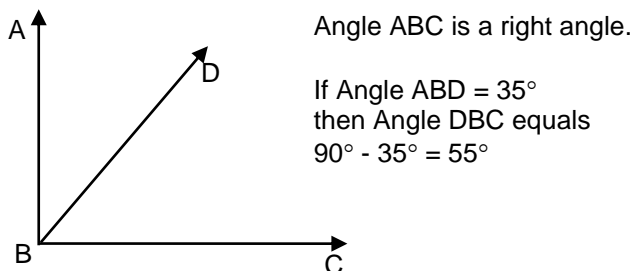 A
D
B
C
Angle ABC is a right angle.
If Angle ABD = 35°
then Angle DBC equals
90° - 35° = 55°